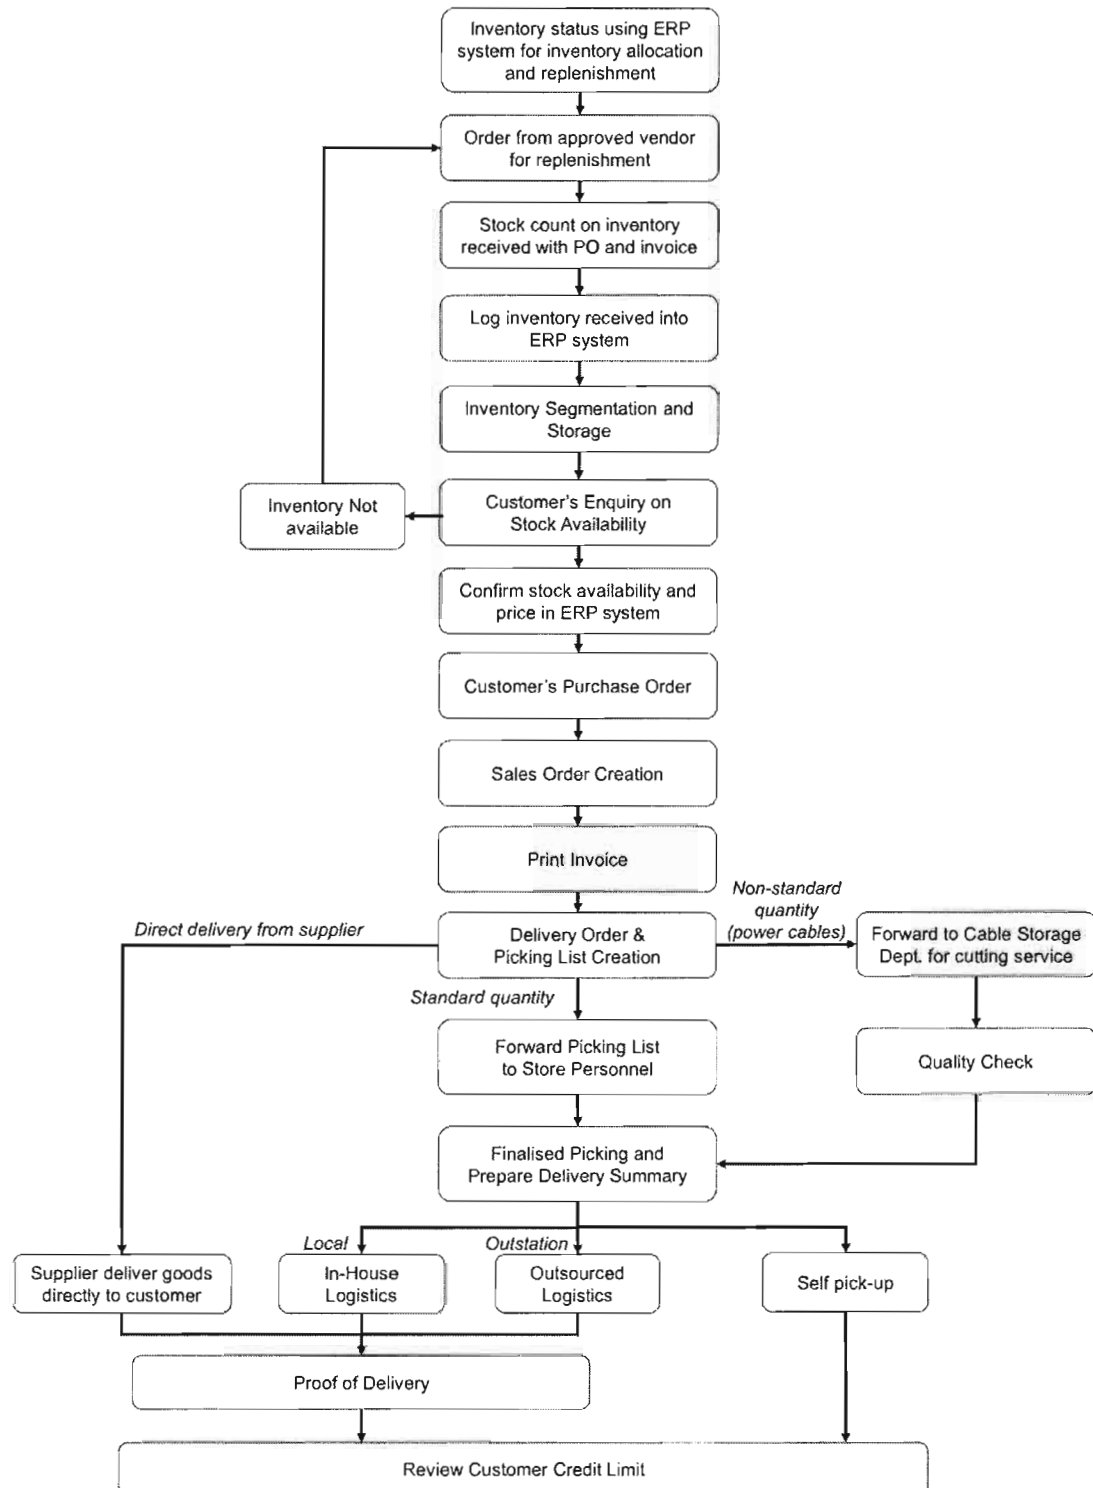 Inventory status using ERP
system for inventory allocation
and replenishment
Order from approved vendor
for replenishment
Stock count on inventory
received with PO and invoice
Log inventory received into
ERP system
Inventory Segmentation and
Storage
Inventory Not
available
Customer's Enquiry on
Stock Availability
Confirm stock availability and
price in ERP system
Customer's Purchase Order
Sales Order Creation
Print Invoice
Direct delivery from supplier
Delivery Order &
Picking List Creation
Non-standard
quantity
(power cables)
Forward to Cable Storage
Dept. for cutting service
Standard quantity
Forward Picking List
to Store Personnel
Quality Check
Finalised Picking and
Prepare Delivery Summary
Local
Outstation
Supplier deliver goods
directly to customer
In-House
Logistics
Outsourced
Logistics
Self pick-up
Proof of Delivery
Review Customer Credit Limit